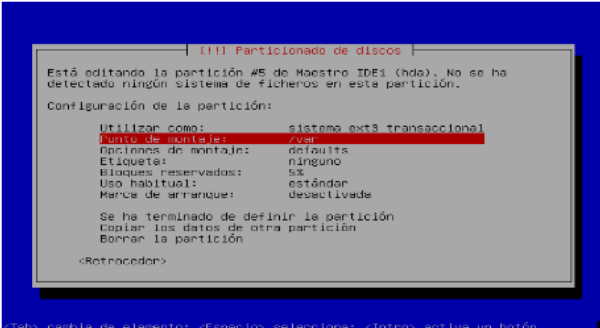 [!!] Particionado de discos
Está editando la partición #5 de Maestro IDE1 (hda). No se ha
detectado ningún sistema de ficheros en esta partición.
Configuración de la partición:
Utilizar como: sistema ext3 transaccional
Punto de montaje: /var
Opciones de montaje: defaults
Etiqueta: ninguno
Bloques reservados: 5%
Uso habitual: estándar
Marca de arranque: desactivada
Se ha terminado de definir la partición
Copiar los datos de otra partición
Borrar la partición
<Retroceder>
<Tab> cambia de elemento; <Espacio> selecciona; <Intro> activa un botón